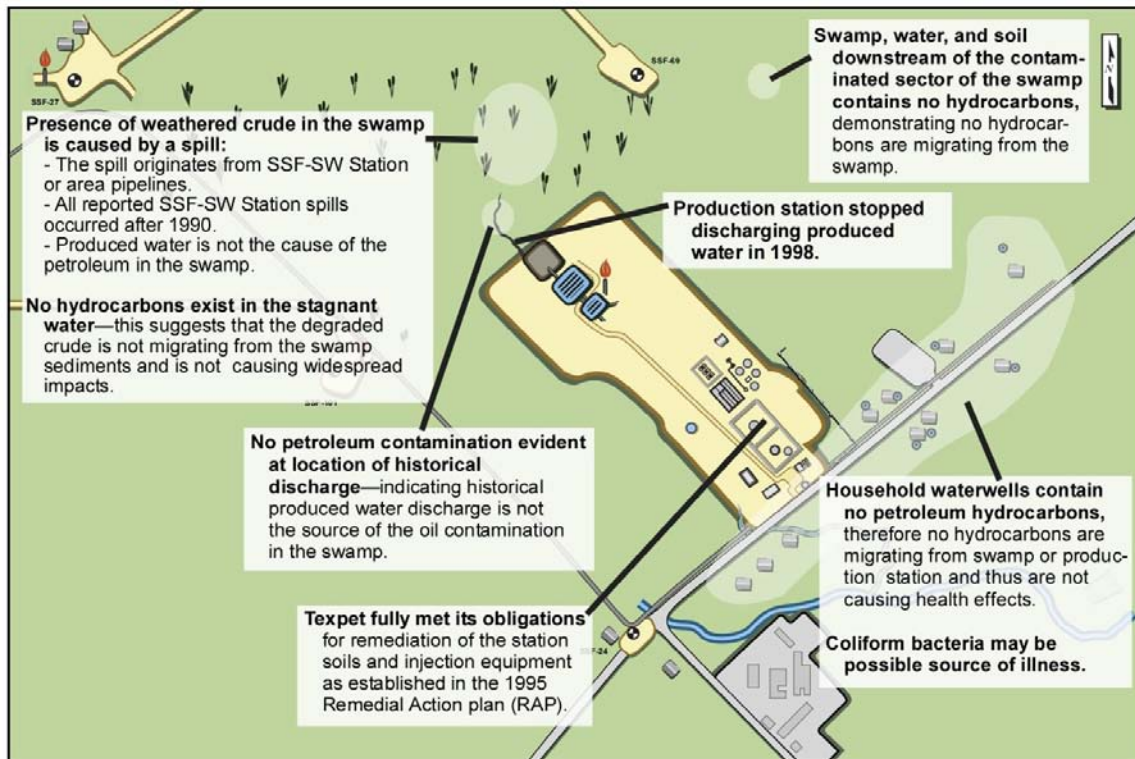 SSF-27
SSF-49
N
Swamp, water, and soil
downstream of the contam-
inated sector of the swamp
contains no hydrocarbons,
demonstrating no hydrocar-
bons are migrating from the
swamp.
Presence of weathered crude in the swamp
is caused by a spill:
- The spill originates from SSF-SW Station
or area pipelines.
- All reported SSF-SW Station spills
occurred after 1990.
- Produced water is not the cause of the
petroleum in the swamp.
No hydrocarbons exist in the stagnant
water—this suggests that the degraded
crude is not migrating from the swamp
sediments and is not causing widespread
impacts.
Production station stopped
discharging produced
water in 1998.
No petroleum contamination evident
at location of historical
discharge—indicating historical
produced water discharge is not
the source of the oil contamination
in the swamp.
Household waterwells contain
no petroleum hydrocarbons,
therefore no hydrocarbons are
migrating from swamp or produc-
tion station and thus are not
causing health effects.
Coliform bacteria may be
possible source of illness.
Texpet fully met its obligations
for remediation of the station
soils and injection equipment
as established in the 1995
Remedial Action plan (RAP).
SSF-24